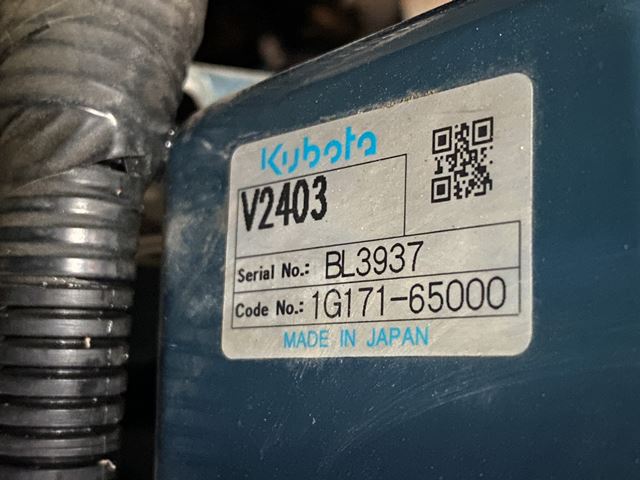 Kubota
V2403
Serial No.: BL3937
Code No.: 1G171-65000
MADE IN JAPAN